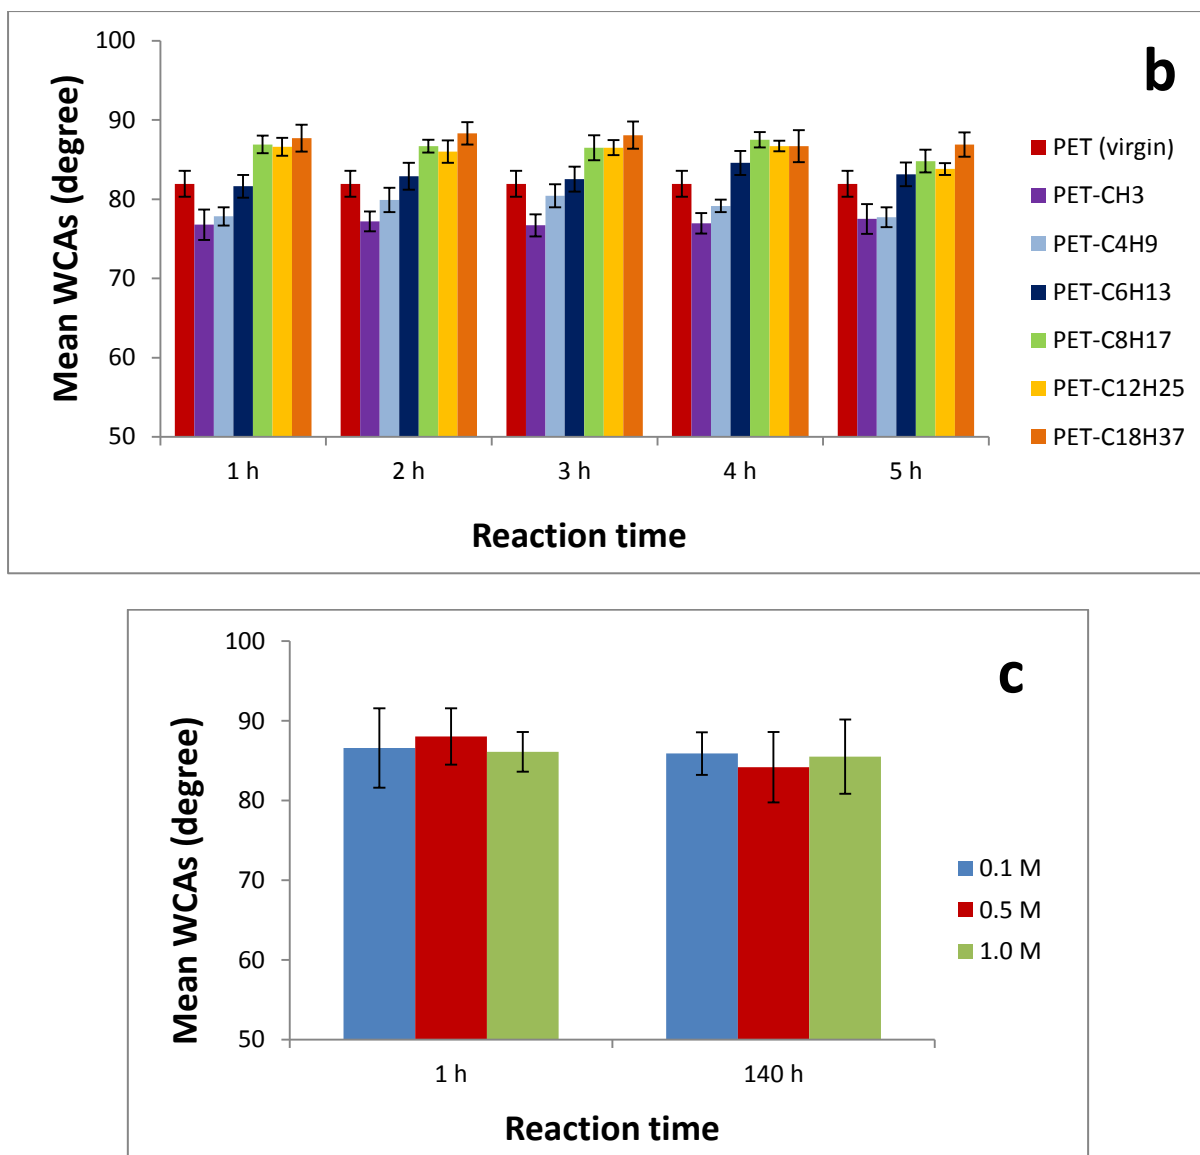 b
100
90
80
70
60
50
Mean WCAs (degree)
1 h
2 h
3 h
4 h
5 h
Reaction time
PET (virgin)
PET-CH3
PET-C4H9
PET-C6H13
PET-C8H17
PET-C12H25
PET-C18H37
c
100
90
80
70
60
50
Mean WCAs (degree)
1 h
140 h
Reaction time
0.1 M
0.5 M
1.0 M